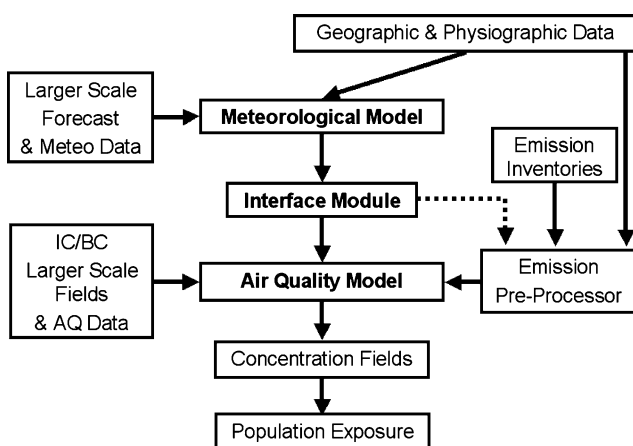 Geographic & Physiographic Data
Larger Scale
Forecast
& Meteo Data
Meteorological Model
Emission
Inventories
Interface Module
IC/BC
Larger Scale
Fields
& AQ Data
Air Quality Model
Emission
Pre-Processor
Concentration Fields
Population Exposure